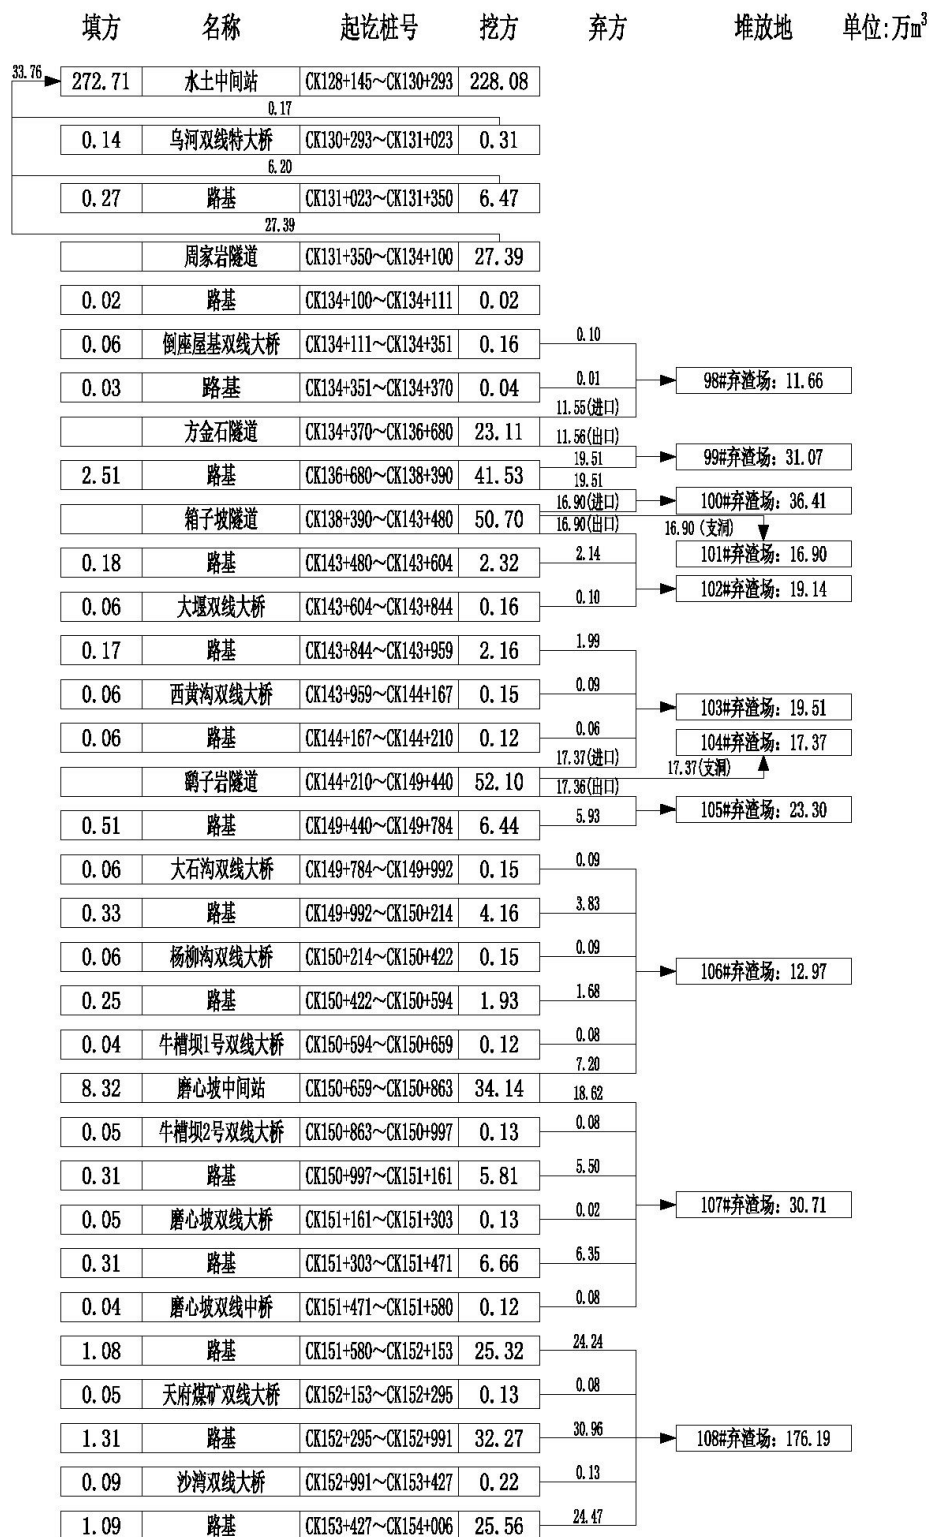 填方 名称 起讫桩号 挖方 弃方 堆放地 单位:万m³
33.76
272.71 水土中间站 CK128+145～CK130+293 228.08
0.17
0.14 乌河双线特大桥 CK130+293～CK131+023 0.31
6.20
0.27 路基 CK131+023～CK131+350 6.47
27.39
周家岩隧道 CK131+350～CK134+100 27.39
0.02 路基 CK134+100～CK134+111 0.02
0.06 倒座屋基双线大桥 CK134+111～CK134+351 0.16 0.10
0.03 路基 CK134+351～CK134+370 0.04 0.01 98#弃渣场: 11.66
11.55(进口)
方金石隧道 CK134+370～CK136+680 23.11 11.56(出口)
19.51 99#弃渣场: 31.07
2.51 路基 CK136+680～CK138+390 41.53 19.51
16.90(进口) 100#弃渣场: 36.41
箱子坡隧道 CK138+390～CK143+480 50.70 16.90(出口) 16.90 (支洞)
101#弃渣场: 16.90
0.18 路基 CK143+480～CK143+604 2.32 2.14
102#弃渣场: 19.14
0.06 大堰双线大桥 CK143+604～CK143+844 0.16 0.10
0.17 路基 CK143+844～CK143+959 2.16 1.99
0.06 西黄沟双线大桥 CK143+959～CK144+167 0.15 0.09
103#弃渣场: 19.51
0.06 路基 CK144+167～CK144+210 0.12 0.06 104#弃渣场: 17.37
17.37(进口) 17.37(支洞)
鹞子岩隧道 CK144+210～CK149+440 52.10 17.36(出口)
105#弃渣场: 23.30
0.51 路基 CK149+440～CK149+784 6.44 5.93
0.06 大石沟双线大桥 CK149+784～CK149+992 0.15 0.09
0.33 路基 CK149+992～CK150+214 4.16 3.83
0.06 杨柳沟双线大桥 CK150+214～CK150+422 0.15 0.09
106#弃渣场: 12.97
0.25 路基 CK150+422～CK150+594 1.93 1.68
0.04 牛槽坝1号双线大桥 CK150+594～CK150+659 0.12 0.08
7.20
8.32 磨心坡中间站 CK150+659～CK150+863 34.14 18.62
0.05 牛槽坝2号双线大桥 CK150+863～CK150+997 0.13 0.08
0.31 路基 CK150+997～CK151+161 5.81 5.50
107#弃渣场: 30.71
0.05 磨心坡双线大桥 CK151+161～CK151+303 0.13 0.02
0.31 路基 CK151+303～CK151+471 6.66 6.35
0.04 磨心坡双线中桥 CK151+471～CK151+580 0.12 0.08
1.08 路基 CK151+580～CK152+153 25.32 24.24
0.05 天府煤矿双线大桥 CK152+153～CK152+295 0.13 0.08
1.31 路基 CK152+295～CK152+991 32.27 30.96 108#弃渣场: 176.19
0.09 沙湾双线大桥 CK152+991～CK153+427 0.22 0.13
1.09 路基 CK153+427～CK154+006 25.56 24.47